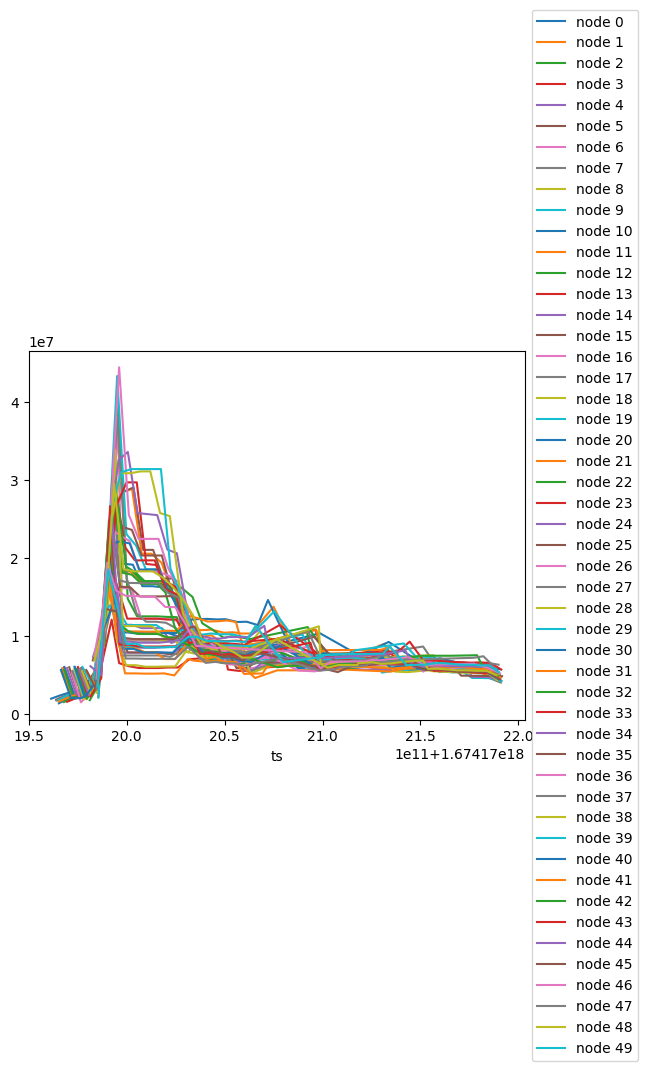 1e7
4
3
2
1
0
19.5 20.0 20.5 21.0 21.5 22.0
ts
1e11+1.67417e18
node 0
node 1
node 2
node 3
node 4
node 5
node 6
node 7
node 8
node 9
node 10
node 11
node 12
node 13
node 14
node 15
node 16
node 17
node 18
node 19
node 20
node 21
node 22
node 23
node 24
node 25
node 26
node 27
node 28
node 29
node 30
node 31
node 32
node 33
node 34
node 35
node 36
node 37
node 38
node 39
node 40
node 41
node 42
node 43
node 44
node 45
node 46
node 47
node 48
node 49